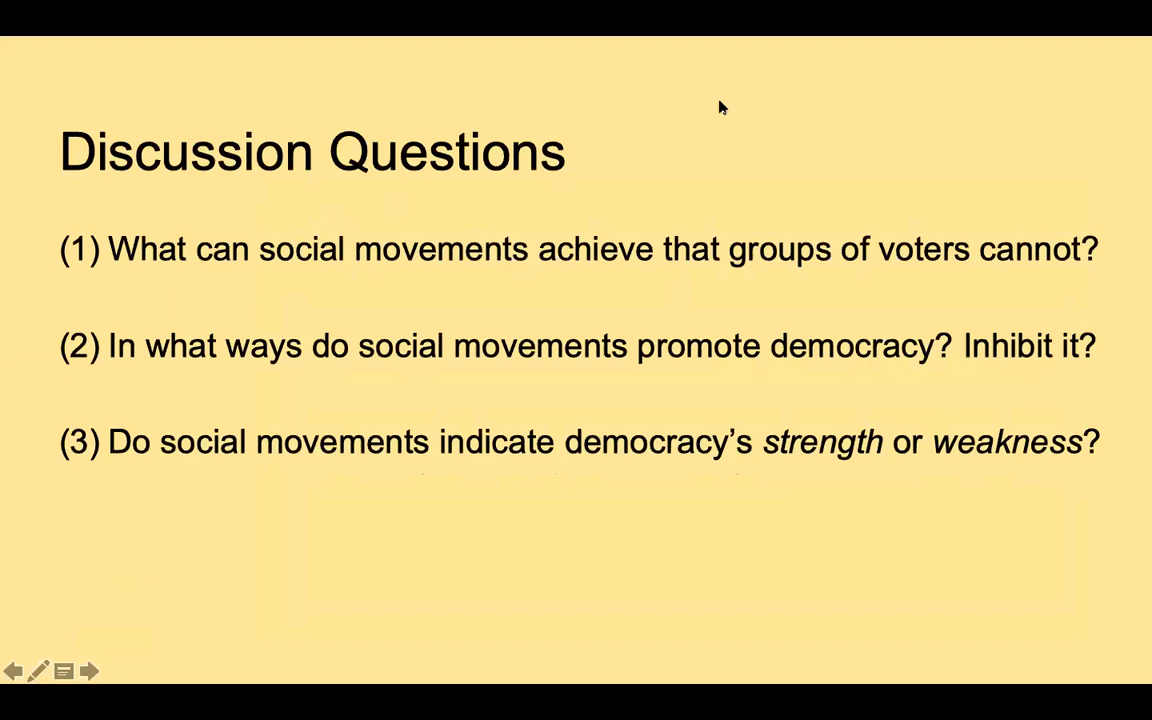 Discussion Questions
(1) What can social movements achieve that groups of voters cannot?
(2) In what ways do social movements promote democracy? Inhibit it?
(3) Do social movements indicate democracy’s strength or weakness?